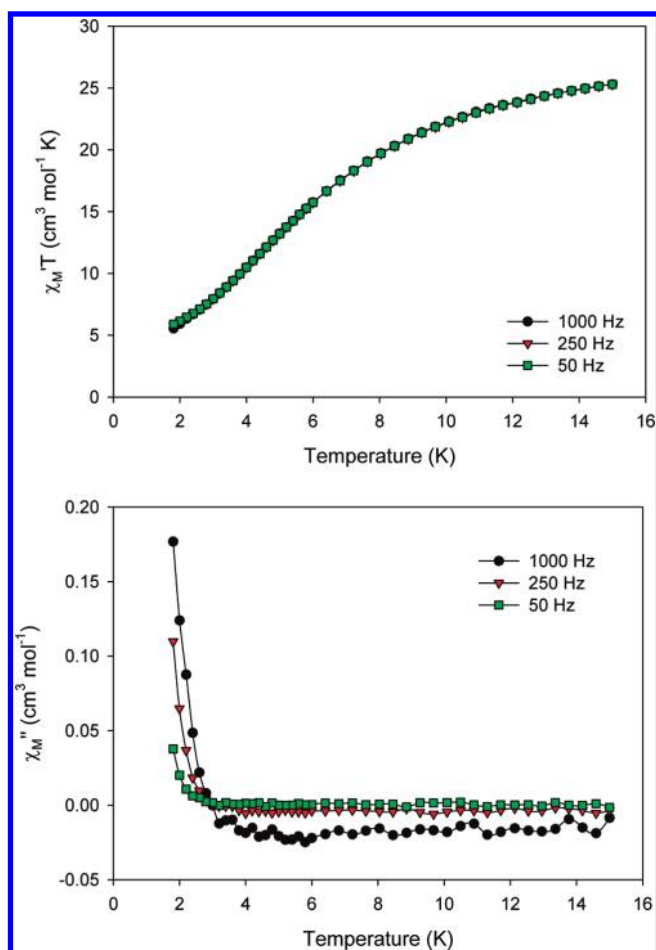 30
25
20
15
10
5
0
χM'T (cm³ mol⁻¹ K)
1000 Hz
250 Hz
50 Hz
0 2 4 6 8 10 12 14 16
Temperature (K)
0.20
0.15
0.10
0.05
0.00
-0.05
χM" (cm³ mol⁻¹)
1000 Hz
250 Hz
50 Hz
0 2 4 6 8 10 12 14 16
Temperature (K)